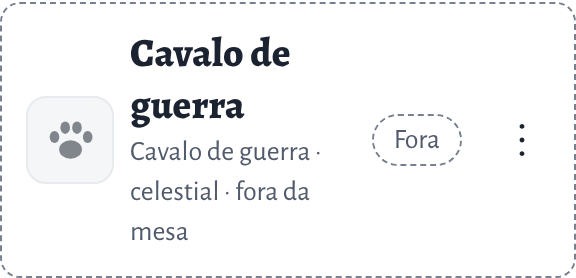 Cavalo de
guerra
Cavalo de guerra ·
celestial · fora da
mesa
Fora